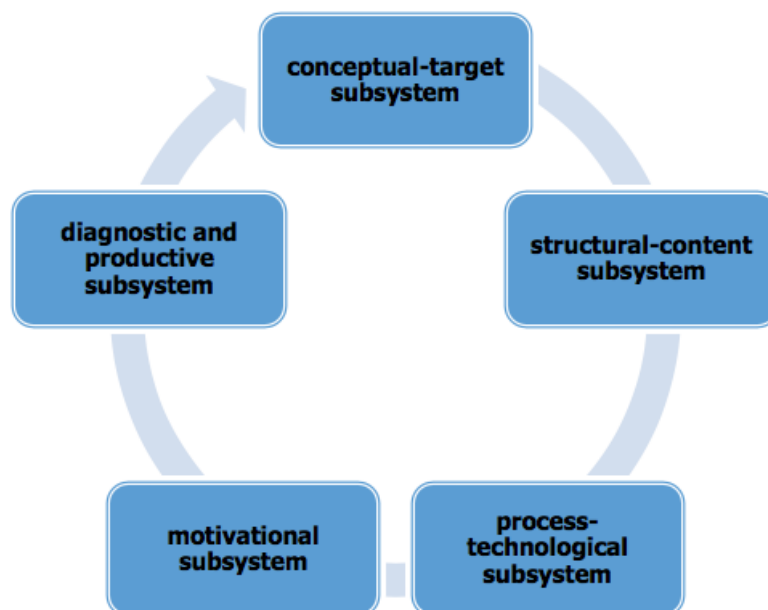 conceptual-target
subsystem
structural-content
subsystem
process-
technological
subsystem
motivational
subsystem
diagnostic and
productive
subsystem